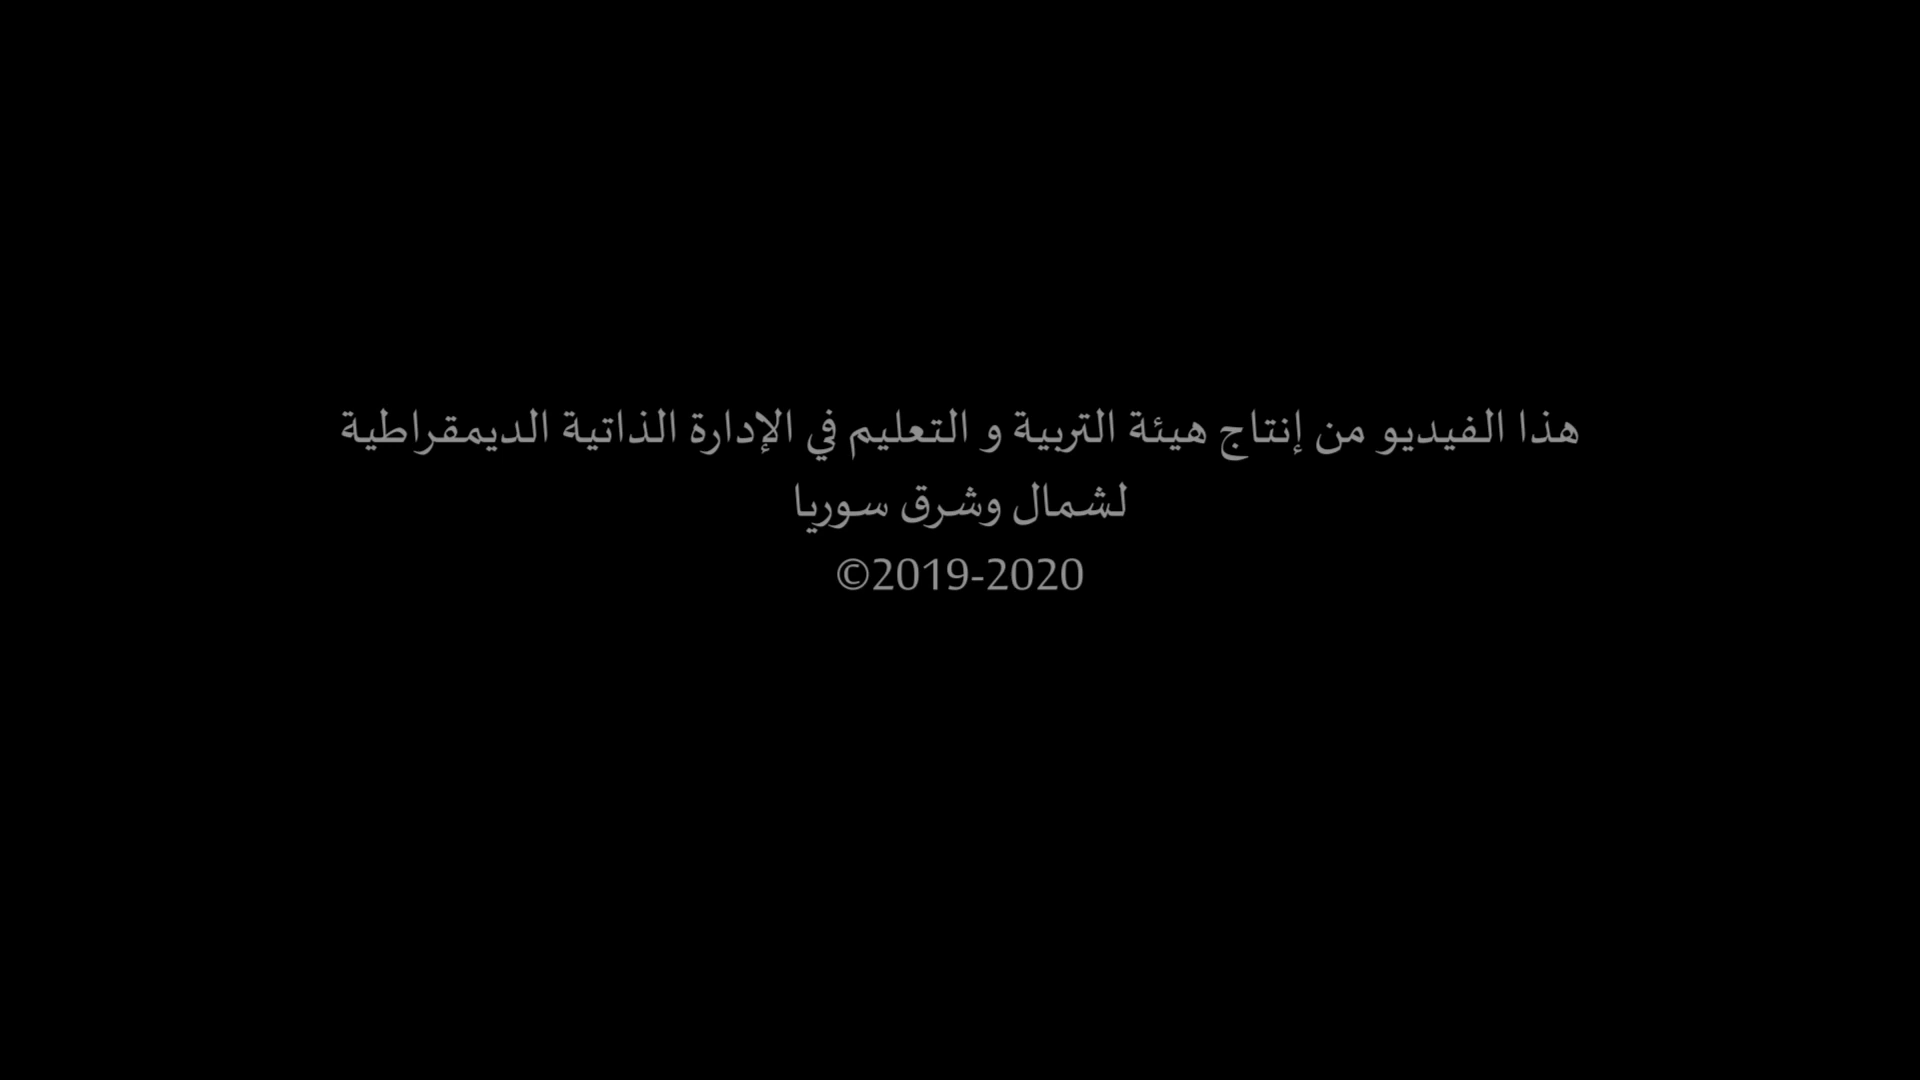 هذا الفيديو من إنتاج هيئة التربية و التعليم في الإدارة الذاتية الديمقراطية
لشمال وشرق سوريا
©2019-2020